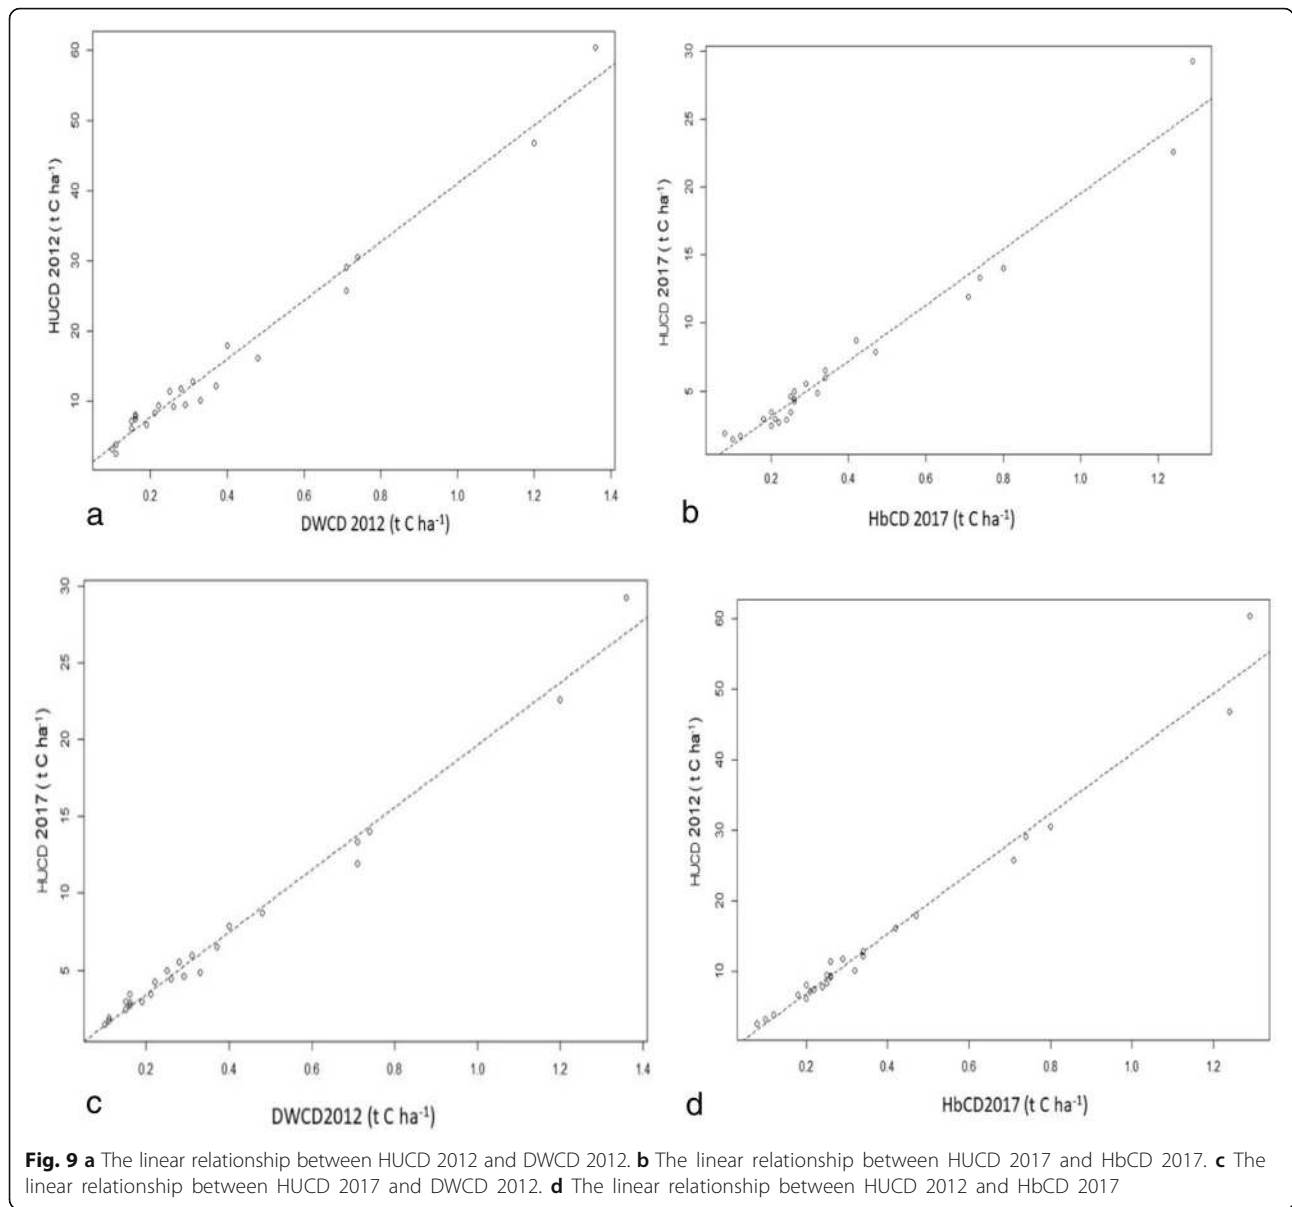 60
50
40
30
20
10
HUCD 2012 ( t C ha⁻¹)
0.2 0.4 0.6 0.8 1.0 1.2 1.4
a
DWCD 2012 (t C ha⁻¹)
30
25
20
15
10
5
HUCD 2017 ( t C ha⁻¹)
0.2 0.4 0.6 0.8 1.2
b
HbCD 2017 (t C ha⁻¹)
30
25
20
15
10
5
HUCD 2017 ( t C ha⁻¹)
0.2 0.4 0.6 0.8 1.0 1.2 1.4
c
DWCD2012 (t C ha⁻¹)
60
50
40
30
20
10
HUCD 2012 ( t C ha⁻¹)
0.2 0.4 0.6 0.8 1.0 1.2
d
HbCD2017 (t C ha⁻¹)
Fig. 9 a The linear relationship between HUCD 2012 and DWCD 2012. b The linear relationship between HUCD 2017 and HbCD 2017. c The
linear relationship between HUCD 2017 and DWCD 2012. d The linear relationship between HUCD 2012 and HbCD 2017